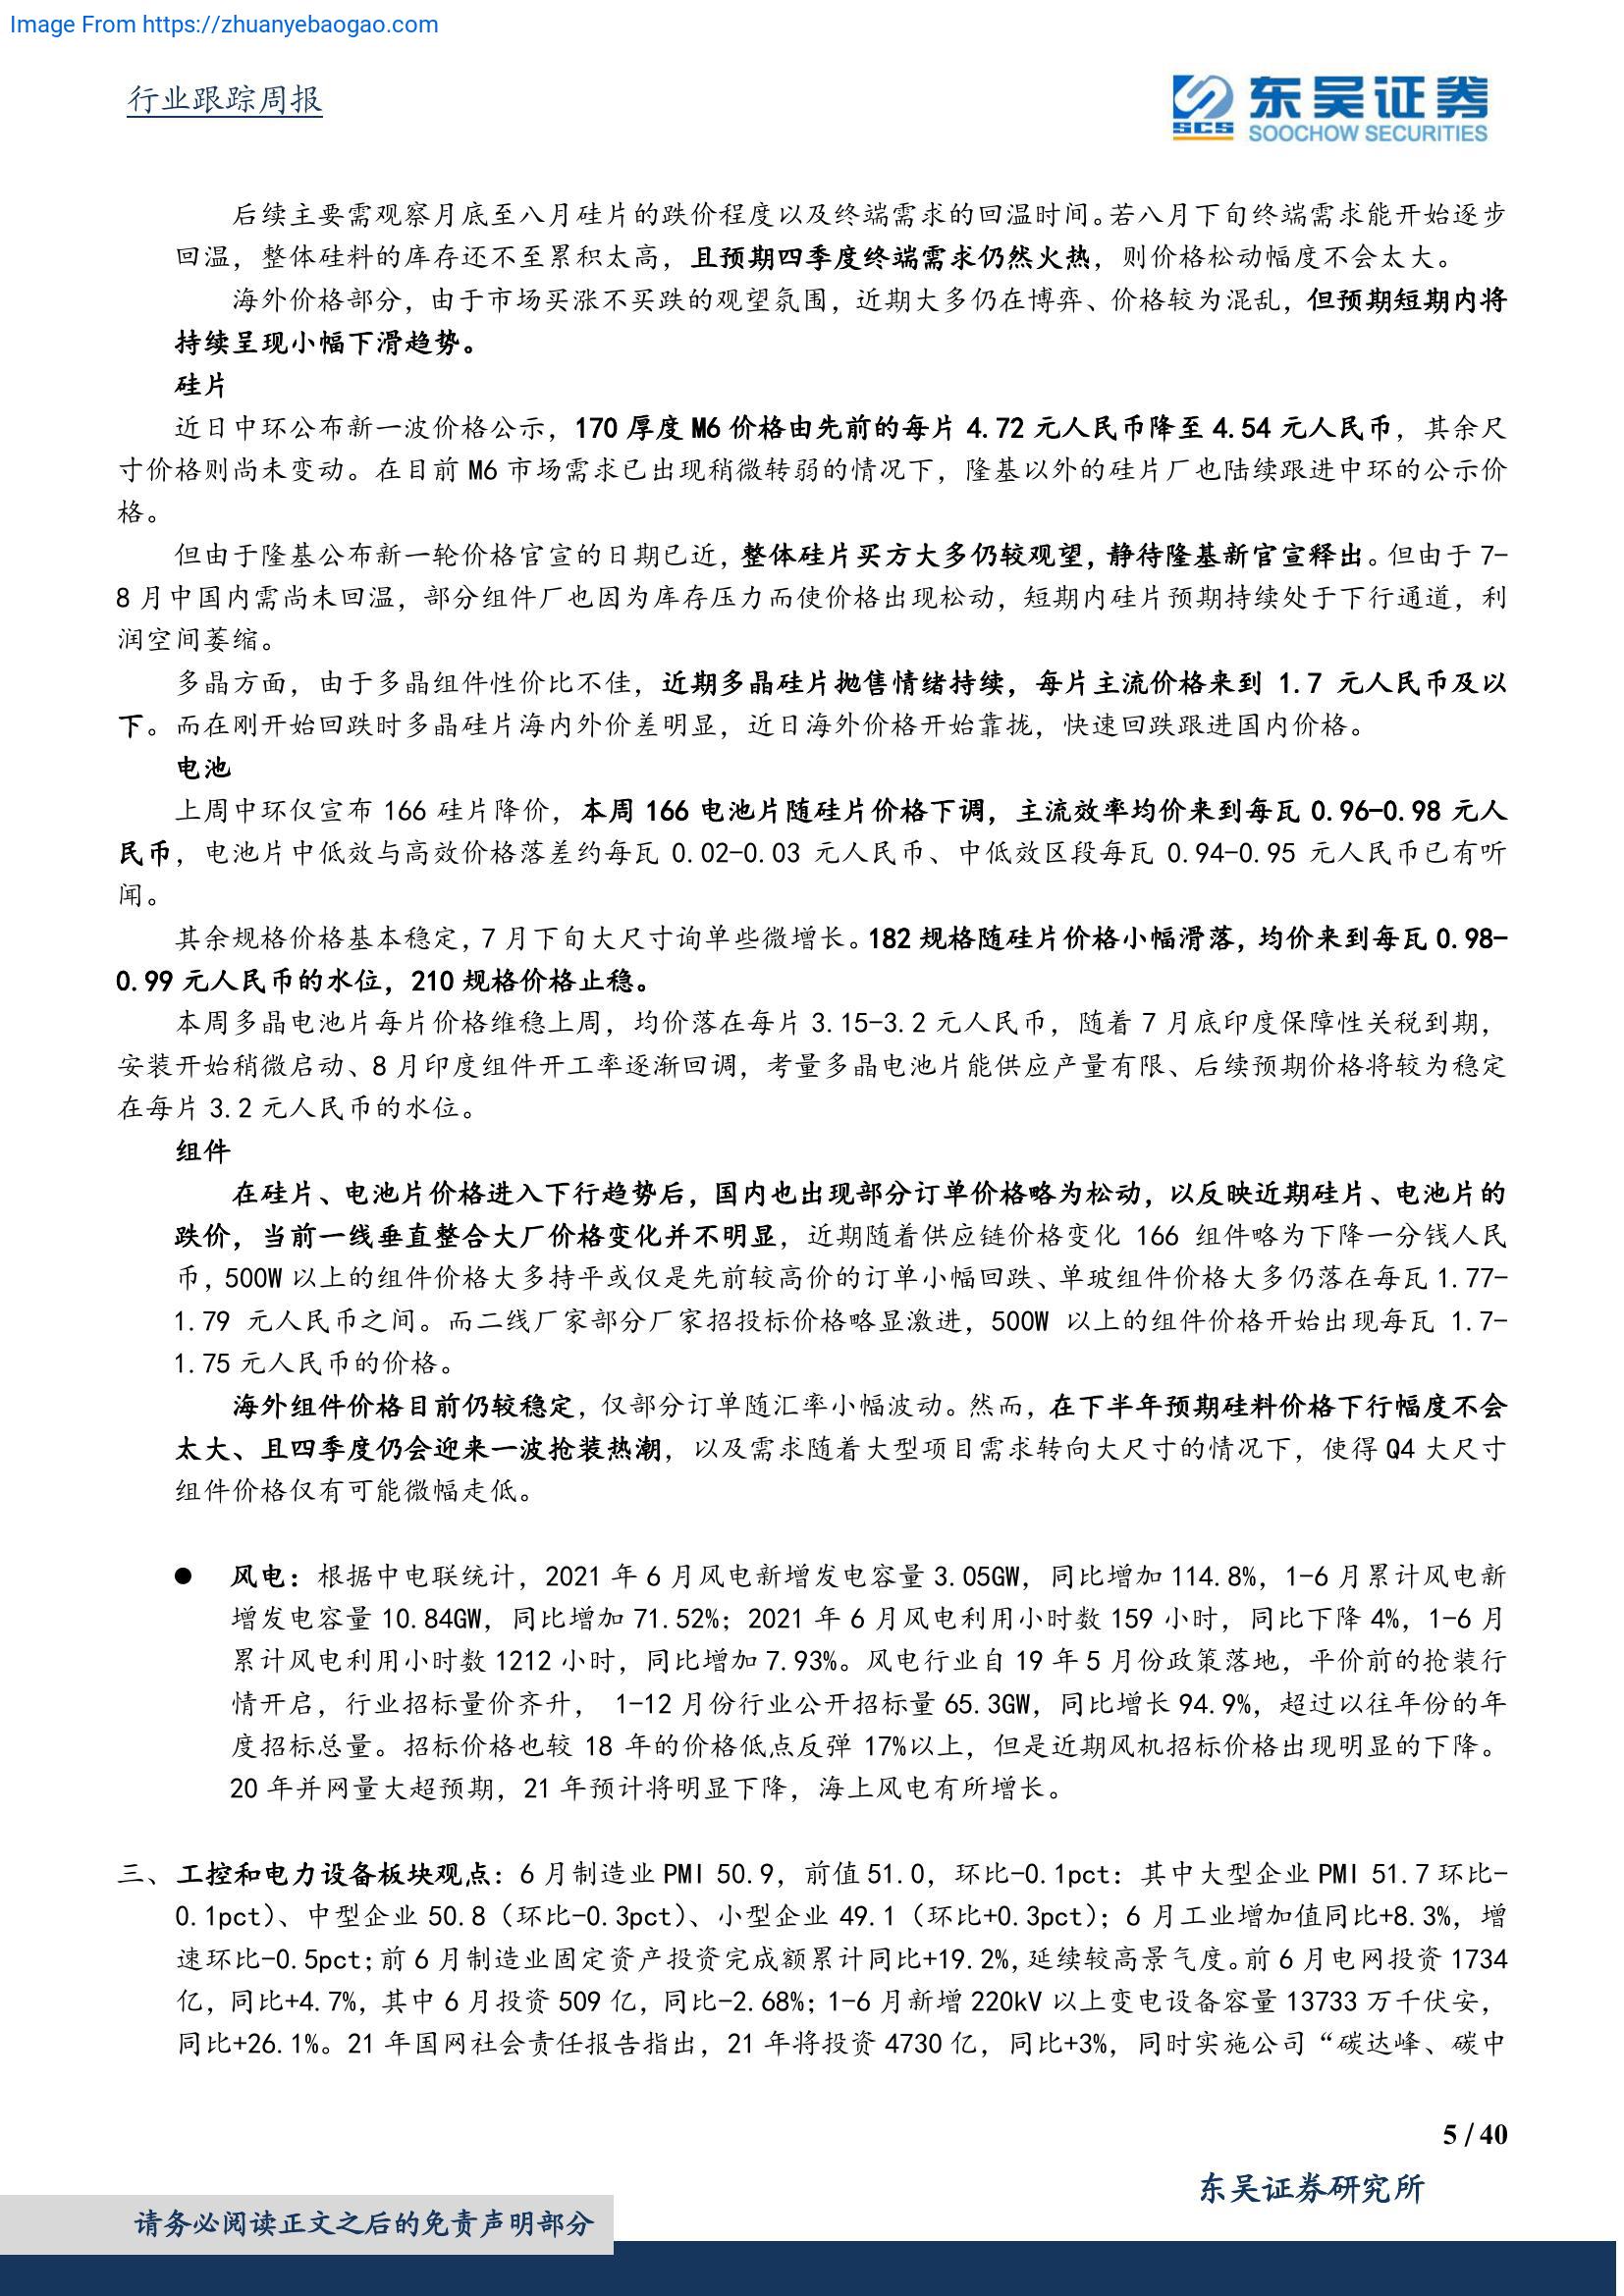 Image From https://zhuanyebaogao.com
行业跟踪周报
SCS
东吴证券
SOOCHOW SECURITIES
后续主要需观察月底至八月硅片的跌价程度以及终端需求的回温时间。若八月下旬终端需求能开始逐步
回温，整体硅料的库存还不至累积太高，且预期四季度终端需求仍然火热，则价格松动幅度不会太大。
海外价格部分，由于市场买涨不买跌的观望氛围，近期大多仍在博弈、价格较为混乱，但预期短期内将
持续呈现小幅下滑趋势。
硅片
近日中环公布新一波价格公示，170 厚度 M6 价格由先前的每片 4.72 元人民币降至 4.54 元人民币，其余尺
寸价格则尚未变动。在目前 M6 市场需求已出现稍微转弱的情况下，隆基以外的硅片厂也陆续跟进中环的公示价
格。
但由于隆基公布新一轮价格官宣的日期已近，整体硅片买方大多仍较观望，静待隆基新官宣释出。但由于 7-
8 月中国内需尚未回温，部分组件厂也因为库存压力而使价格出现松动，短期内硅片预期持续处于下行通道，利
润空间萎缩。
多晶方面，由于多晶组件性价比不佳，近期多晶硅片抛售情绪持续，每片主流价格来到 1.7 元人民币及以
下。而在刚开始回跌时多晶硅片海内外价差明显，近日海外价格开始靠拢，快速回跌跟进国内价格。
电池
上周中环仅宣布 166 硅片降价，本周 166 电池片随硅片价格下调，主流效率均价来到每瓦 0.96-0.98 元人
民币，电池片中低效与高效价格落差约每瓦 0.02-0.03 元人民币、中低效区段每瓦 0.94-0.95 元人民币已有听
闻。
其余规格价格基本稳定，7 月下旬大尺寸询单些微增长。182 规格随硅片价格小幅滑落，均价来到每瓦 0.98-
0.99 元人民币的水位，210 规格价格止稳。
本周多晶电池片每片价格维稳上周，均价落在每片 3.15-3.2 元人民币，随着 7 月底印度保障性关税到期，
安装开始稍微启动、8 月印度组件开工率逐渐回调，考量多晶电池片能供应产量有限、后续预期价格将较为稳定
在每片 3.2 元人民币的水位。
组件
在硅片、电池片价格进入下行趋势后，国内也出现部分订单价格略为松动，以反映近期硅片、电池片的
跌价，当前一线垂直整合大厂价格变化并不明显，近期随着供应链价格变化 166 组件略为下降一分钱人民
币，500W 以上的组件价格大多持平或仅是先前较高价的订单小幅回跌、单玻组件价格大多仍落在每瓦 1.77-
1.79 元人民币之间。而二线厂家部分厂家招投标价格略显激进，500W 以上的组件价格开始出现每瓦 1.7-
1.75 元人民币的价格。
海外组件价格目前仍较稳定，仅部分订单随汇率小幅波动。然而，在下半年预期硅料价格下行幅度不会
太大、且四季度仍会迎来一波抢装热潮，以及需求随着大型项目需求转向大尺寸的情况下，使得 Q4 大尺寸
组件价格仅有可能微幅走低。
● 风电：根据中电联统计，2021 年 6 月风电新增发电容量 3.05GW，同比增加 114.8%，1-6 月累计风电新
增发电容量 10.84GW，同比增加 71.52%；2021 年 6 月风电利用小时数 159 小时，同比下降 4%，1-6 月
累计风电利用小时数 1212 小时，同比增加 7.93%。风电行业自 19 年 5 月份政策落地，平价前的抢装行
情开启，行业招标量价齐升， 1-12 月份行业公开招标量 65.3GW，同比增长 94.9%，超过以往年份的年
度招标总量。招标价格也较 18 年的价格低点反弹 17%以上，但是近期风机招标价格出现明显的下降。
20 年并网量大超预期，21 年预计将明显下降，海上风电有所增长。
三、工控和电力设备板块观点：6 月制造业 PMI 50.9，前值 51.0，环比-0.1pct：其中大型企业 PMI 51.7 环比-
0.1pct）、中型企业 50.8（环比-0.3pct）、小型企业 49.1（环比+0.3pct）；6 月工业增加值同比+8.3%，增
速环比-0.5pct；前 6 月制造业固定资产投资完成额累计同比+19.2%，延续较高景气度。前 6 月电网投资 1734
亿，同比+4.7%，其中 6 月投资 509 亿，同比-2.68%；1-6 月新增 220kV 以上变电设备容量 13733 万千伏安，
同比+26.1%。21 年国网社会责任报告指出，21 年将投资 4730 亿，同比+3%，同时实施公司“碳达峰、碳中
5 / 40
东吴证券研究所
请务必阅读正文之后的免责声明部分